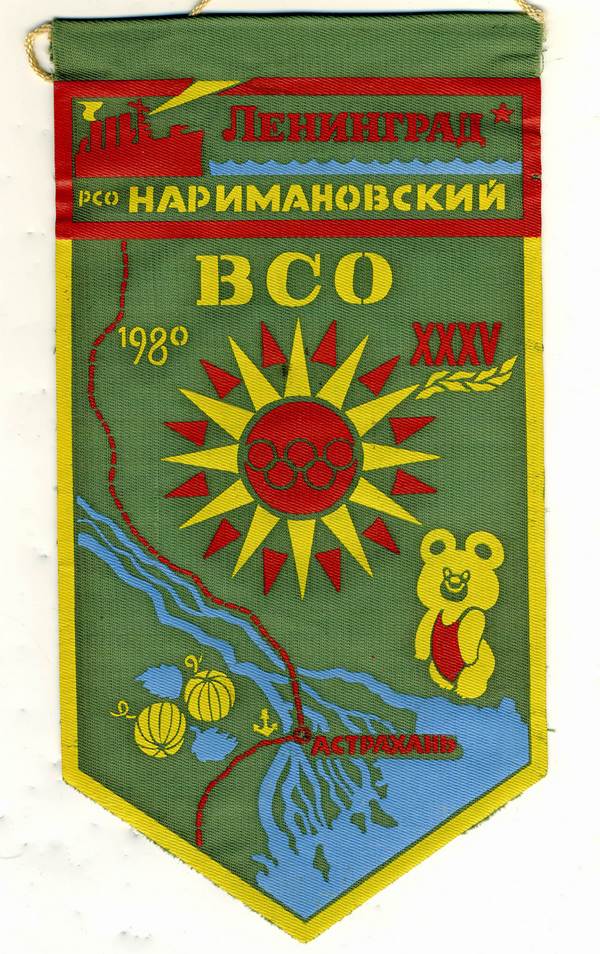 Ленинград
РСО НАРИМАНОВСКИЙ
ВСО
1980
XXXV
АСТРАХАНЬ